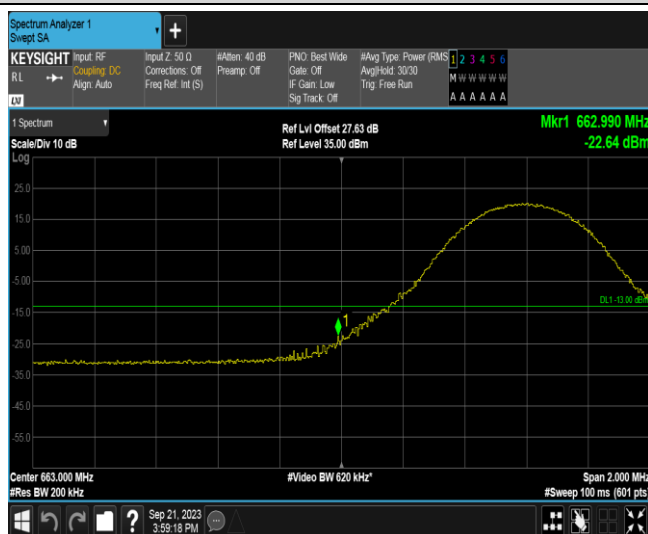 Spectrum Analyzer 1
Swept SA
+
KEYSIGHT
RL
LXI
Input: RF
Coupling: DC
Align: Auto
Input Z: 50 Ω
Corrections: Off
Freq Ref: Int (S)
#Atten: 40 dB
Preamp: Off
PNO: Best Wide
Gate: Off
IF Gain: Low
Sig Track: Off
#Avg Type: Power (RMS
Avg|Hold: 30/30
Trig: Free Run
1 2 3 4 5 6
M W W W W W
A A A A A A
1 Spectrum
Scale/Div 10 dB
Log
Ref Lvl Offset 27.63 dB
Ref Level 35.00 dBm
Mkr1 662.990 MHz
-22.64 dBm
25.0
15.0
5.00
-5.00
-15.0
-25.0
-35.0
-45.0
-55.0
DL1 -13.00 dBm
1
Center 663.000 MHz
#Res BW 200 kHz
#Video BW 620 kHz*
Span 2.000 MHz
#Sweep 100 ms (601 pts)
?
Sep 21, 2023
3:59:18 PM